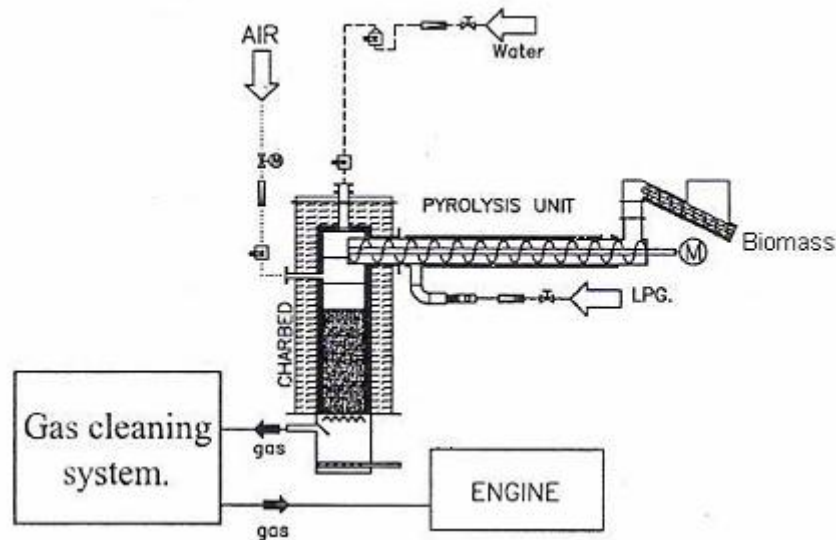 AIR
Water
M
PYROLYSIS UNIT
M
Biomass
LPG.
CHARBED
Gas cleaning
system.
gas
gas
ENGINE